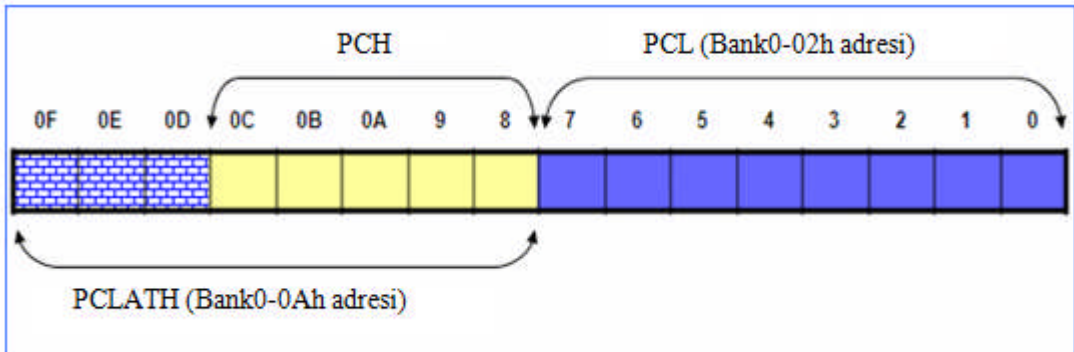 PCH PCL (Bank0-02h adresi)
0F 0E 0D 0C 0B 0A 9 8 7 6 5 4 3 2 1 0
PCLATH (Bank0-0Ah adresi)